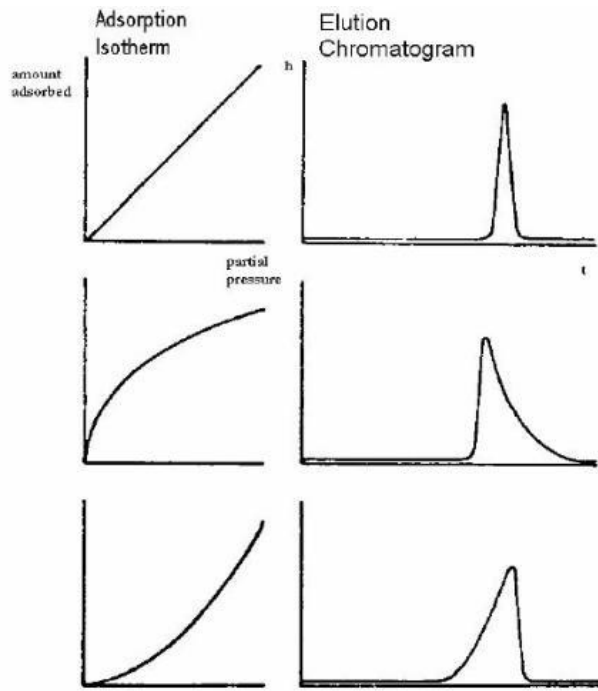 Adsorption
Isotherm
Elution
Chromatogram
amount
adsorbed
h
partial
pressure
t